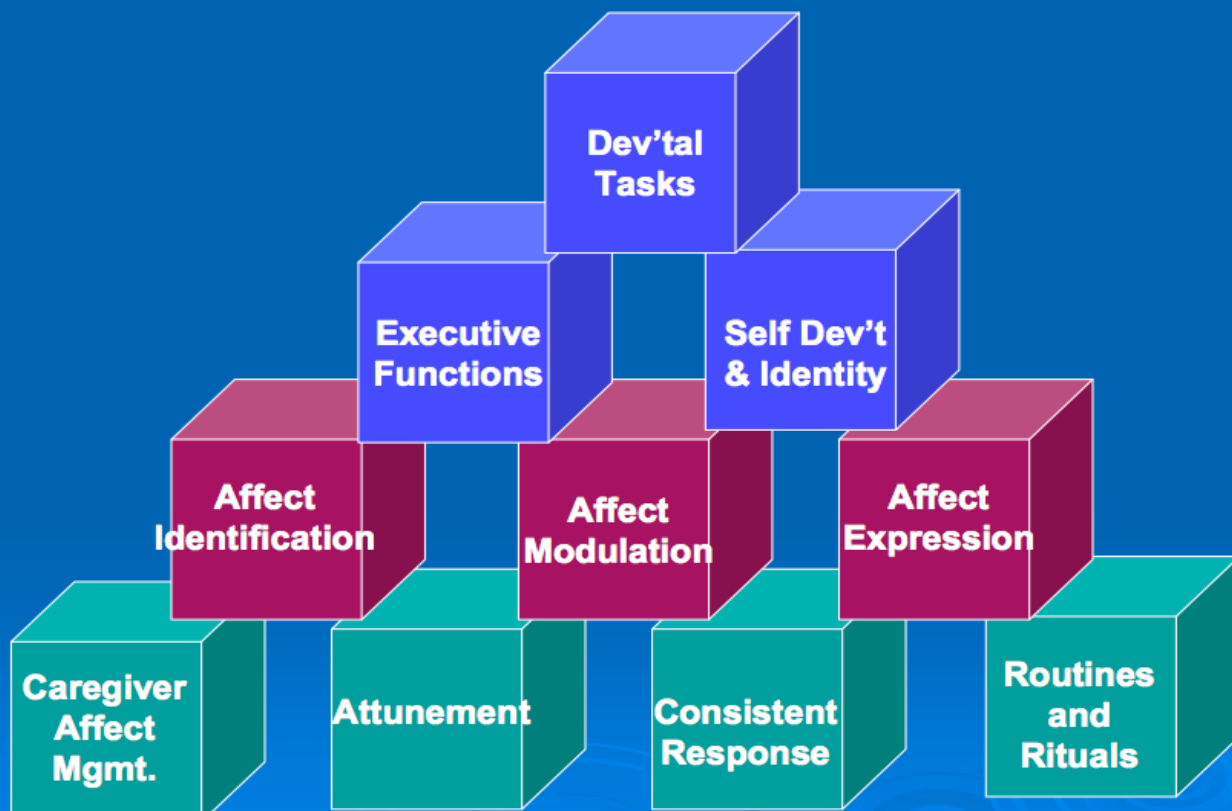 Dev’tal
Tasks
Executive
Functions
Self Dev’t
& Identity
Affect
Identification
Affect
Modulation
Affect
Expression
Caregiver
Affect
Mgmt.
Attunement
Consistent
Response
Routines
and
Rituals